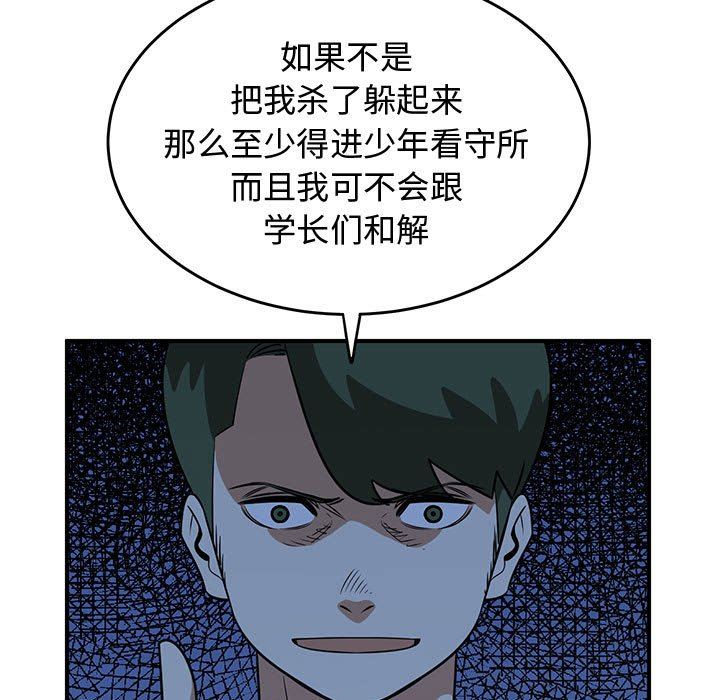 如果不是
把我杀了躲起来
那么至少得进少年看守所
而且我可不会跟
学长们和解